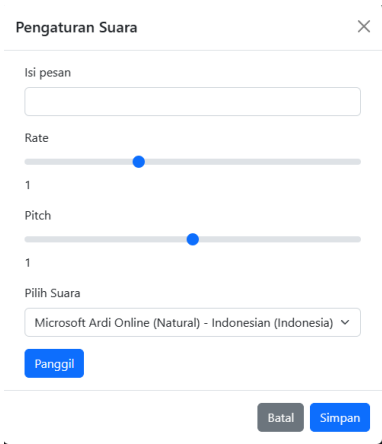 Pengaturan Suara
Isi pesan
Rate
1
Pitch
1
Pilih Suara
Microsoft Ardi Online (Natural) - Indonesian (Indonesia)
Panggil
Batal Simpan